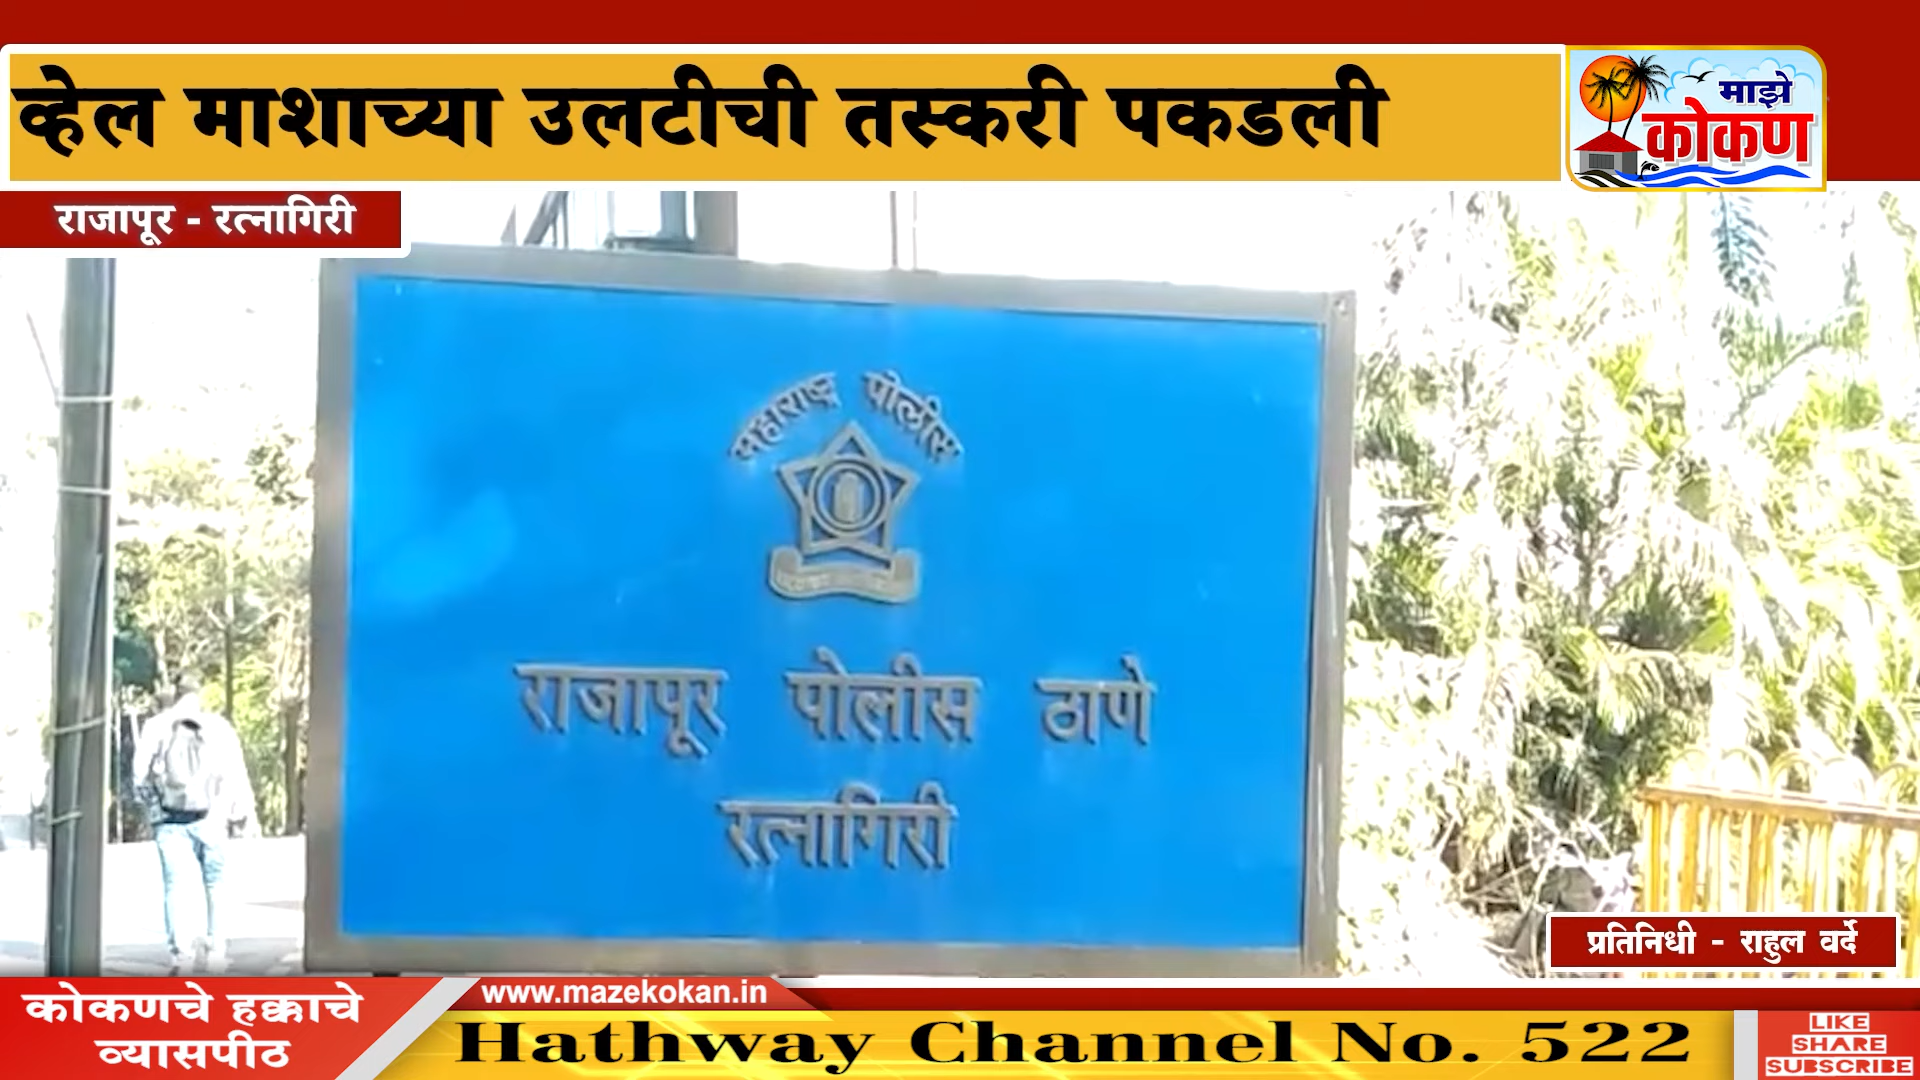 व्हेल माशाच्या उलटीची तस्करी पकडली
माझे
कोकण
राजापूर - रत्नागिरी
महाराष्ट्र पोलीस
राजापूर पोलीस ठाणे
रत्नागिरी
प्रतिनिधी - राहुल वर्दे
कोकणचे हक्काचे
व्यासपीठ
www.mazekokan.in
Hathway Channel No. 522
LIKE
SHARE
SUBSCRIBE